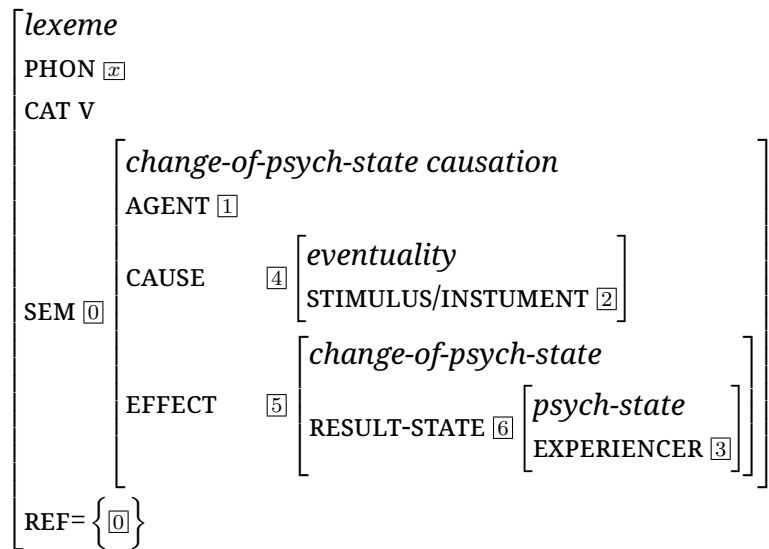 lexeme
PHON x
CAT V
change-of-psych-state causation
AGENT 1
eventuality
CAUSE 4
STIMULUS/INSTUMENT 2
SEM 0
change-of-psych-state
EFFECT 5
psych-state
RESULT-STATE 6
EXPERIENCER 3
REF= {0}